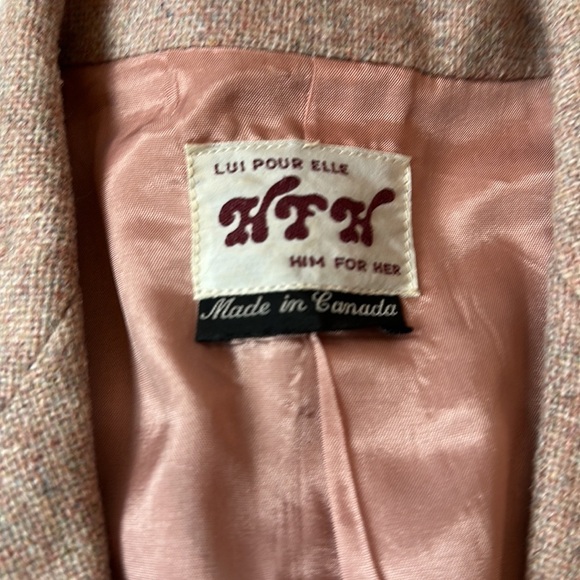 LUI POUR ELLE
HFH
HIM FOR HER
Made in Canada